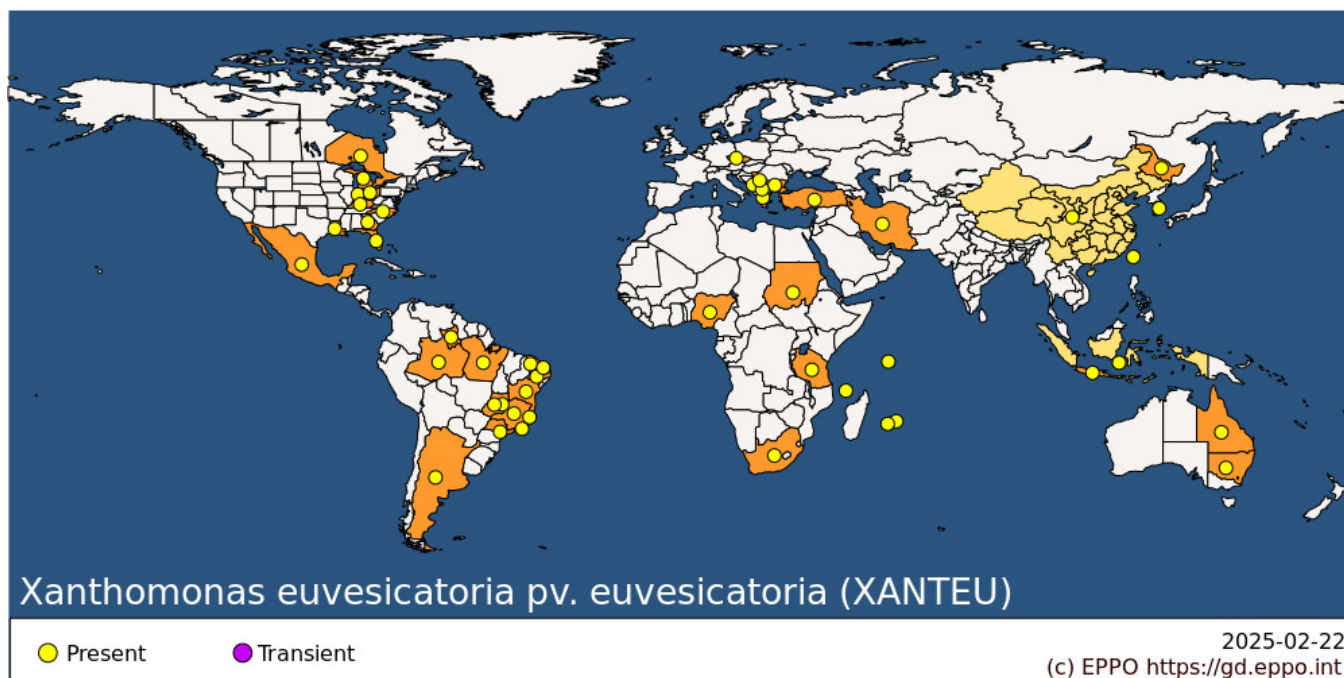 Xanthomonas euvesicatoria pv. euvesicatoria (XANTEU)
Present
Transient
2025-02-22
(c) EPPO https://gd.eppo.int